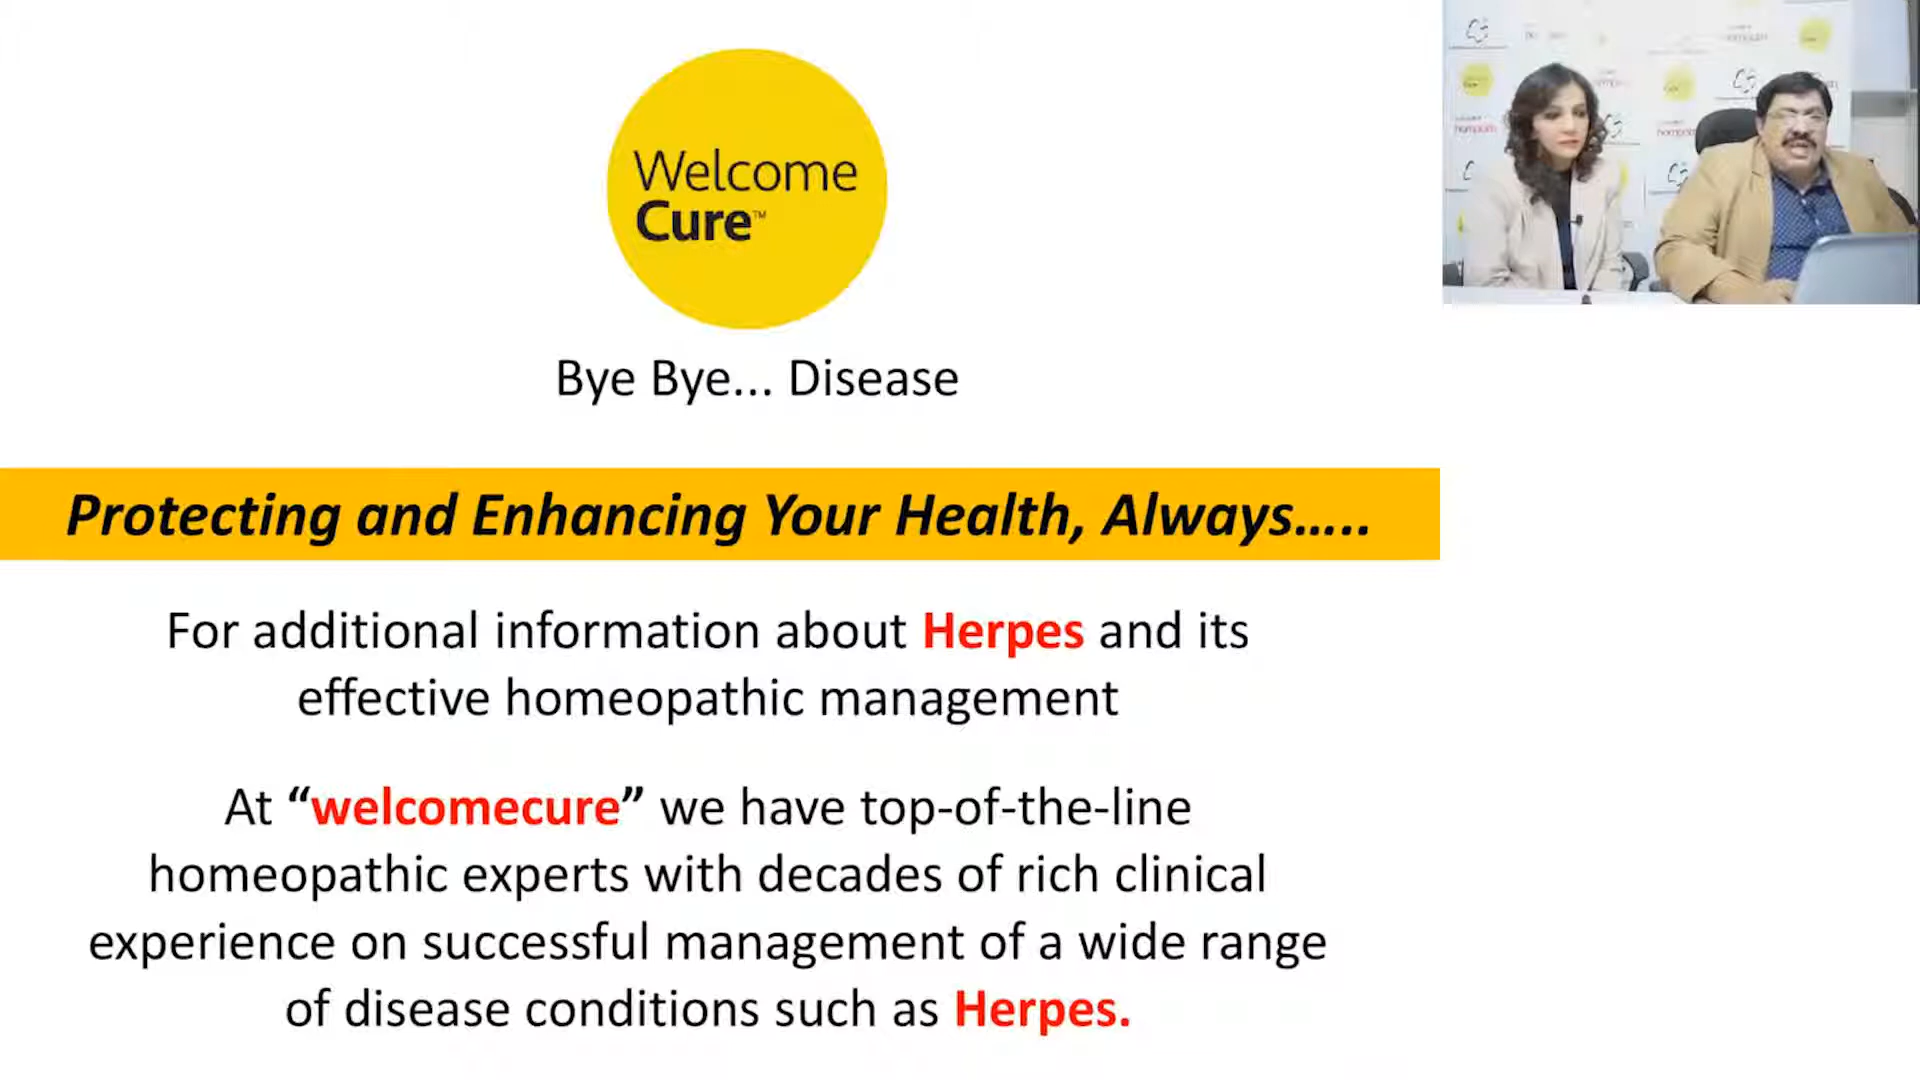 Welcome
Cure™
Bye Bye... Disease
Protecting and Enhancing Your Health, Always…..
For additional information about Herpes and its
effective homeopathic management
At “welcomecure” we have top-of-the-line
homeopathic experts with decades of rich clinical
experience on successful management of a wide range
of disease conditions such as Herpes.